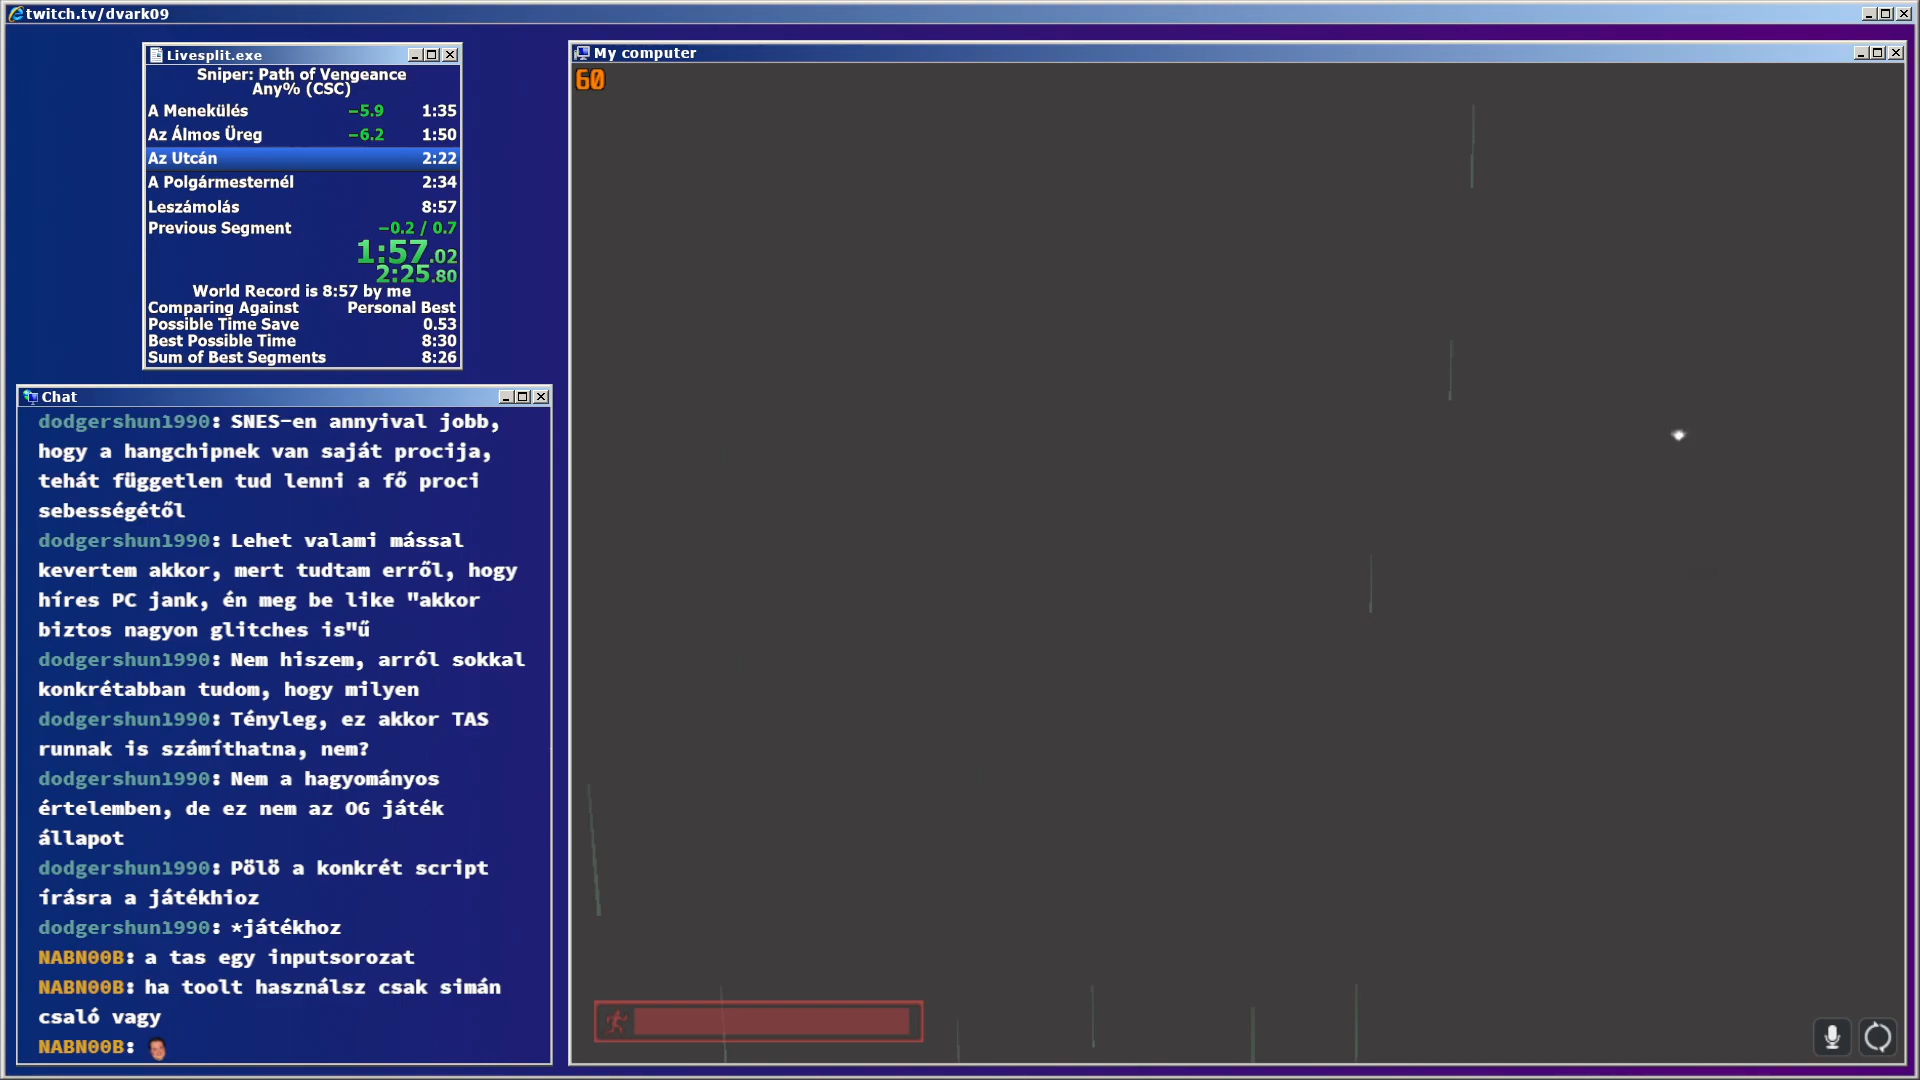 twitch.tv/dvark09
Livesplit.exe
Sniper: Path of Vengeance
Any% (CSC)
A Menekülés −5.9 1:35
Az Álmos Üreg −6.2 1:50
Az Utcán 2:22
A Polgármesternél 2:34
Leszámolás 8:57
Previous Segment −0.2 / 0.7
1:57.02
2:25.80
World Record is 8:57 by me
Comparing Against Personal Best
Possible Time Save 0.53
Best Possible Time 8:30
Sum of Best Segments 8:26
Chat
dodgershun1990: SNES-en annyival jobb,
hogy a hangchipnek van saját procija,
tehát független tud lenni a fő proci
sebességétől
dodgershun1990: Lehet valami mással
kevertem akkor, mert tudtam erről, hogy
híres PC jank, én meg be like "akkor
biztos nagyon glitches is"ű
dodgershun1990: Nem hiszem, arról sokkal
konkrétabban tudom, hogy milyen
dodgershun1990: Tényleg, ez akkor TAS
runnak is számíthatna, nem?
dodgershun1990: Nem a hagyományos
értelemben, de ez nem az OG játék
állapot
dodgershun1990: Pölö a konkrét script
írásra a játékhioz
dodgershun1990: *játékhoz
NABN00B: a tas egy inputsorozat
NABN00B: ha toolt használsz csak simán
csaló vagy
NABN00B:
My computer
60